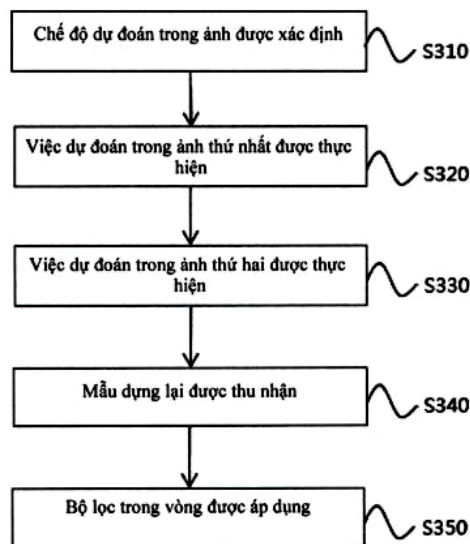 Chế độ dự đoán trong ảnh được xác định
S310
Việc dự đoán trong ảnh thứ nhất được thực
hiện
S320
Việc dự đoán trong ảnh thứ hai được thực
hiện
S330
Mẫu dựng lại được thu nhận
S340
Bộ lọc trong vòng được áp dụng
S350